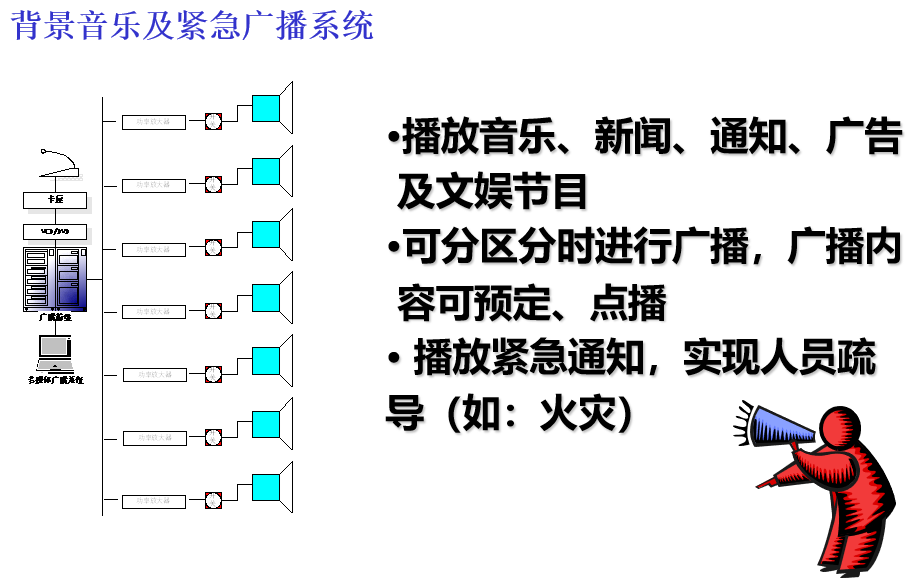 背景音乐及紧急广播系统
•播放音乐、新闻、通知、广告
及文娱节目
•可分区分时进行广播，广播内
容可预定、点播
• 播放紧急通知，实现人员疏
导（如：火灾）
卡座
VCD/DVD
广播主机
多媒体广播系统
功率放大器
功率放大器
功率放大器
功率放大器
功率放大器
功率放大器
功率放大器